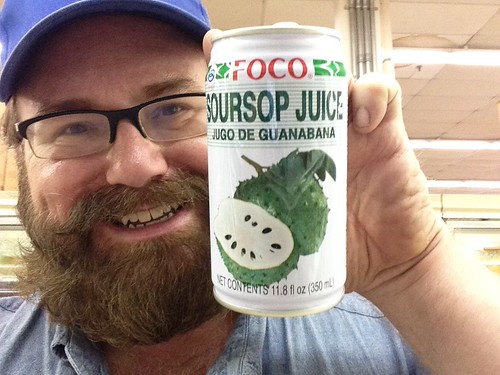 FOCO
SOURSOP JUICE
JUGO DE GUANABANA
NET CONTENTS 11.8 fl oz (350 mL)